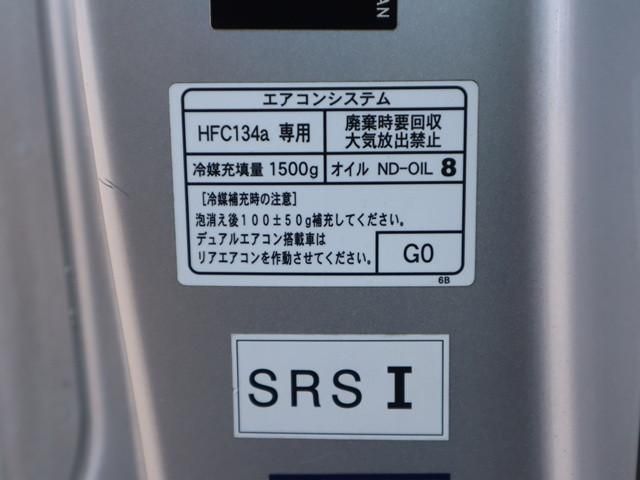 AN
エアコンシステム
HFC134a 専用
廃棄時要回収
大気放出禁止
冷媒充填量 1500g
オイル ND-OIL 8
［冷媒補充時の注意］
泡消え後100±50g補充してください。
デュアルエアコン搭載車は
リアエアコンを作動させてください。
G0
6B
SRS I